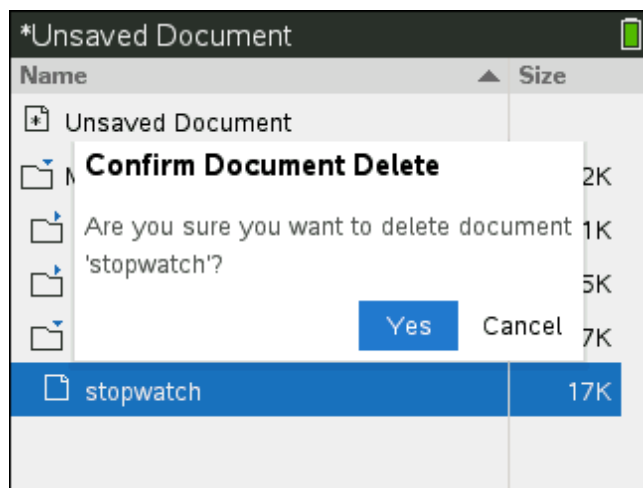 *Unsaved Document
Name Size
Unsaved Document
Confirm Document Delete
2K
Are you sure you want to delete document
1K
'stopwatch'?
5K
Yes Cancel
7K
stopwatch 17K